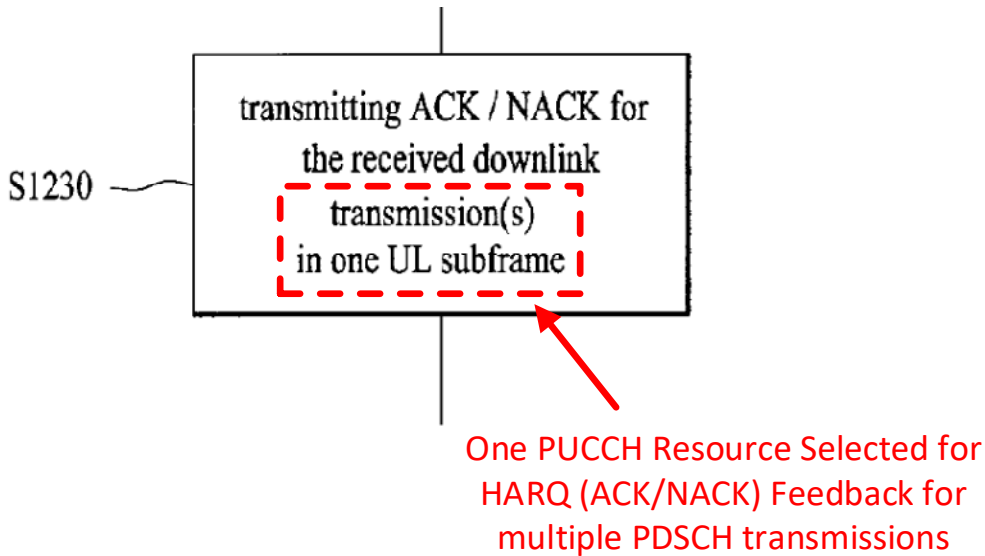 transmitting ACK / NACK for
the received downlink
S1230
transmission(s)
in one UL subframe
One PUCCH Resource Selected for
HARQ (ACK/NACK) Feedback for
multiple PDSCH transmissions